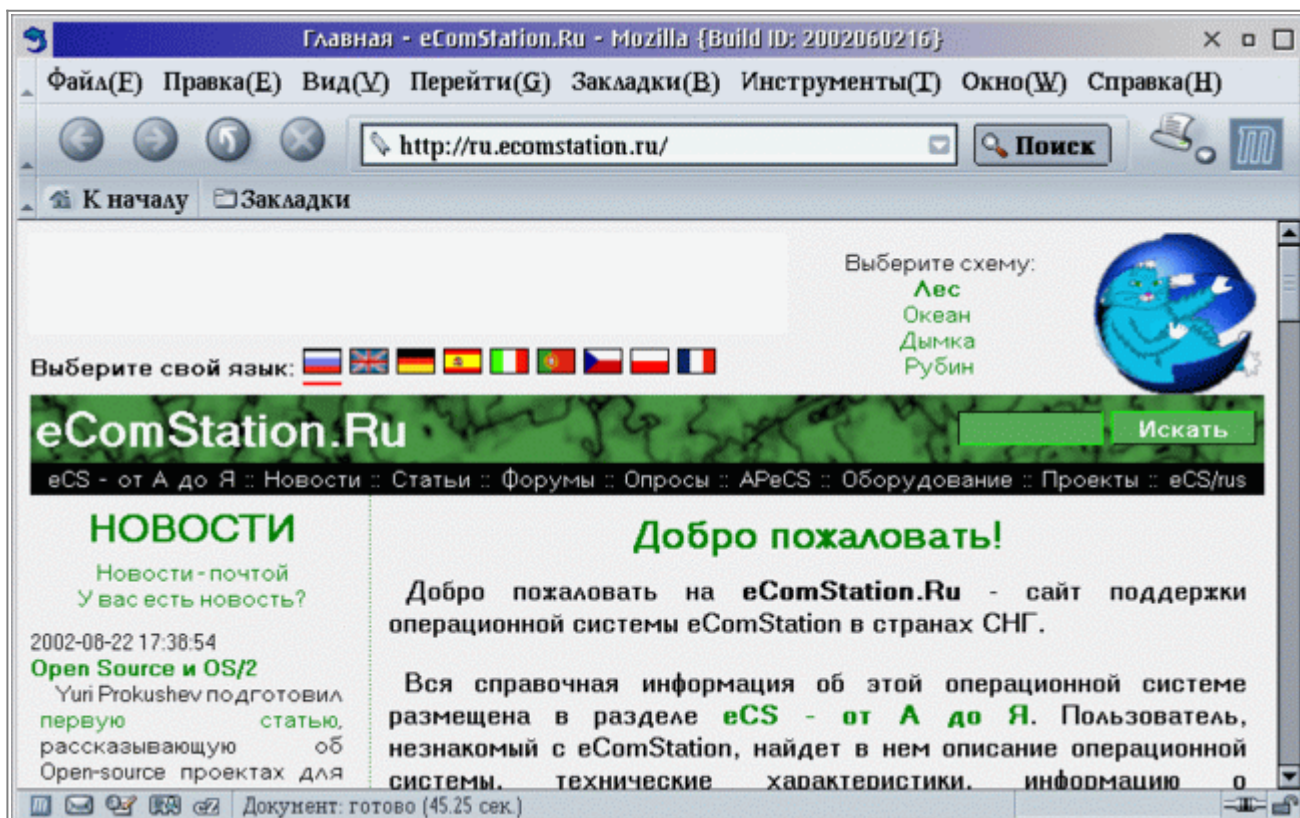 Главная - eComStation.Ru - Mozilla {Build ID: 2002060216}
Файл(F) Правка(E) Вид(V) Перейти(G) Закладки(B) Инструменты(T) Окно(W) Справка(H)
http://ru.ecomstation.ru/ Поиск
К началу Закладки
Выберите схему:
Лес
Океан
Дымка
Рубин
Выберите свой язык:
eComStation.Ru Искать
eCS - от А до Я :: Новости :: Статьи :: Форумы :: Опросы :: APeCS :: Оборудование :: Проекты :: eCS/rus
НОВОСТИ
Новости - почтой
У вас есть новость?
2002-08-22 17:38:54
Open Source и OS/2
Yuri Prokushev подготовил
первую статью,
рассказывающую об
Open-source проектах для
Добро пожаловать!
Добро пожаловать на eComStation.Ru - сайт поддержки
операционной системы eComStation в странах СНГ.
Вся справочная информация об этой операционной системе
размещена в разделе eCS - от А до Я. Пользователь,
незнакомый с eComStation, найдет в нем описание операционной
системы, технические характеристики, информацию о
Документ: готово (45.25 сек.)